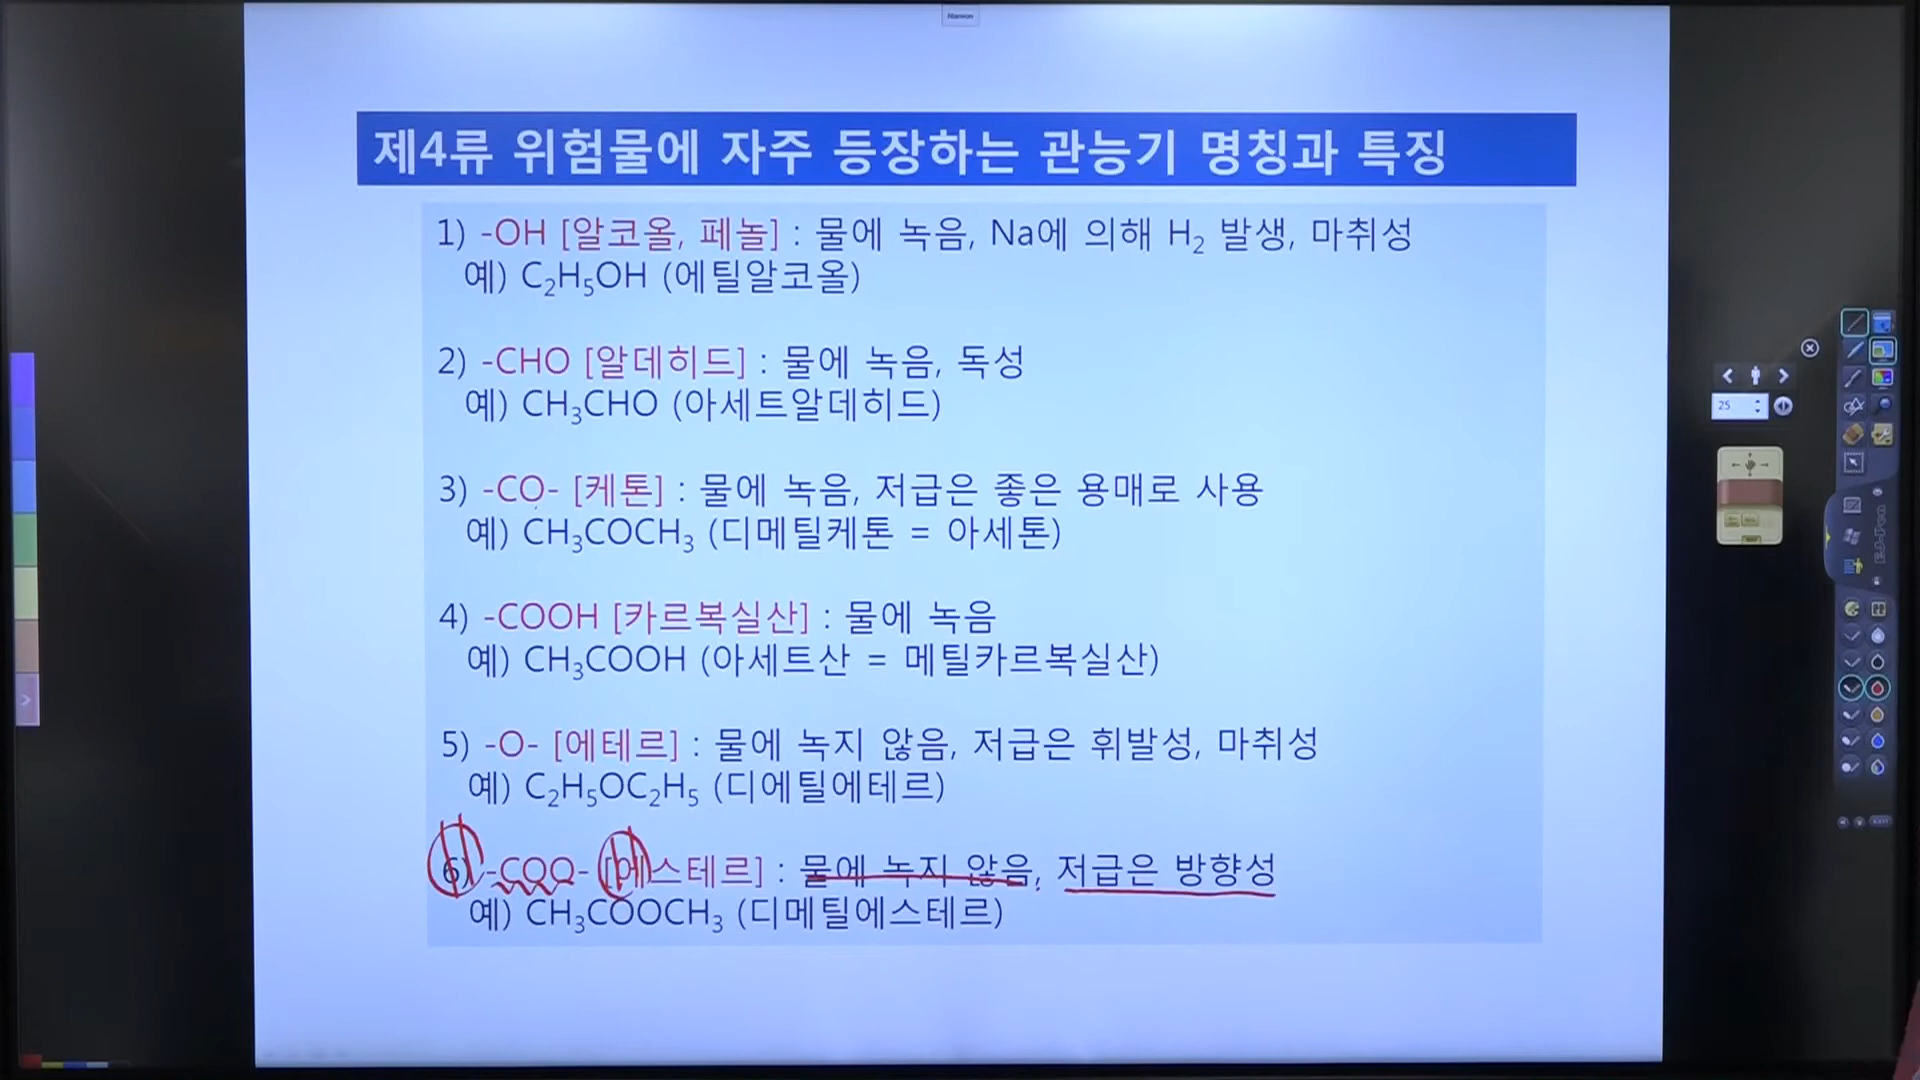 제4류 위험물에 자주 등장하는 관능기 명칭과 특징
1) -OH [알코올, 페놀] : 물에 녹음, Na에 의해 H₂ 발생, 마취성
예) C₂H₅OH (에틸알코올)
2) -CHO [알데히드] : 물에 녹음, 독성
예) CH₃CHO (아세트알데히드)
3) -CO- [케톤] : 물에 녹음, 저급은 좋은 용매로 사용
예) CH₃COCH₃ (디메틸케톤 = 아세톤)
4) -COOH [카르복실산] : 물에 녹음
예) CH₃COOH (아세트산 = 메틸카르복실산)
5) -O- [에테르] : 물에 녹지 않음, 저급은 휘발성, 마취성
예) C₂H₅OC₂H₅ (디에틸에테르)
6) -COO- [에스테르] : 물에 녹지 않음, 저급은 방향성
예) CH₃COOCH₃ (디메틸에스테르)
25